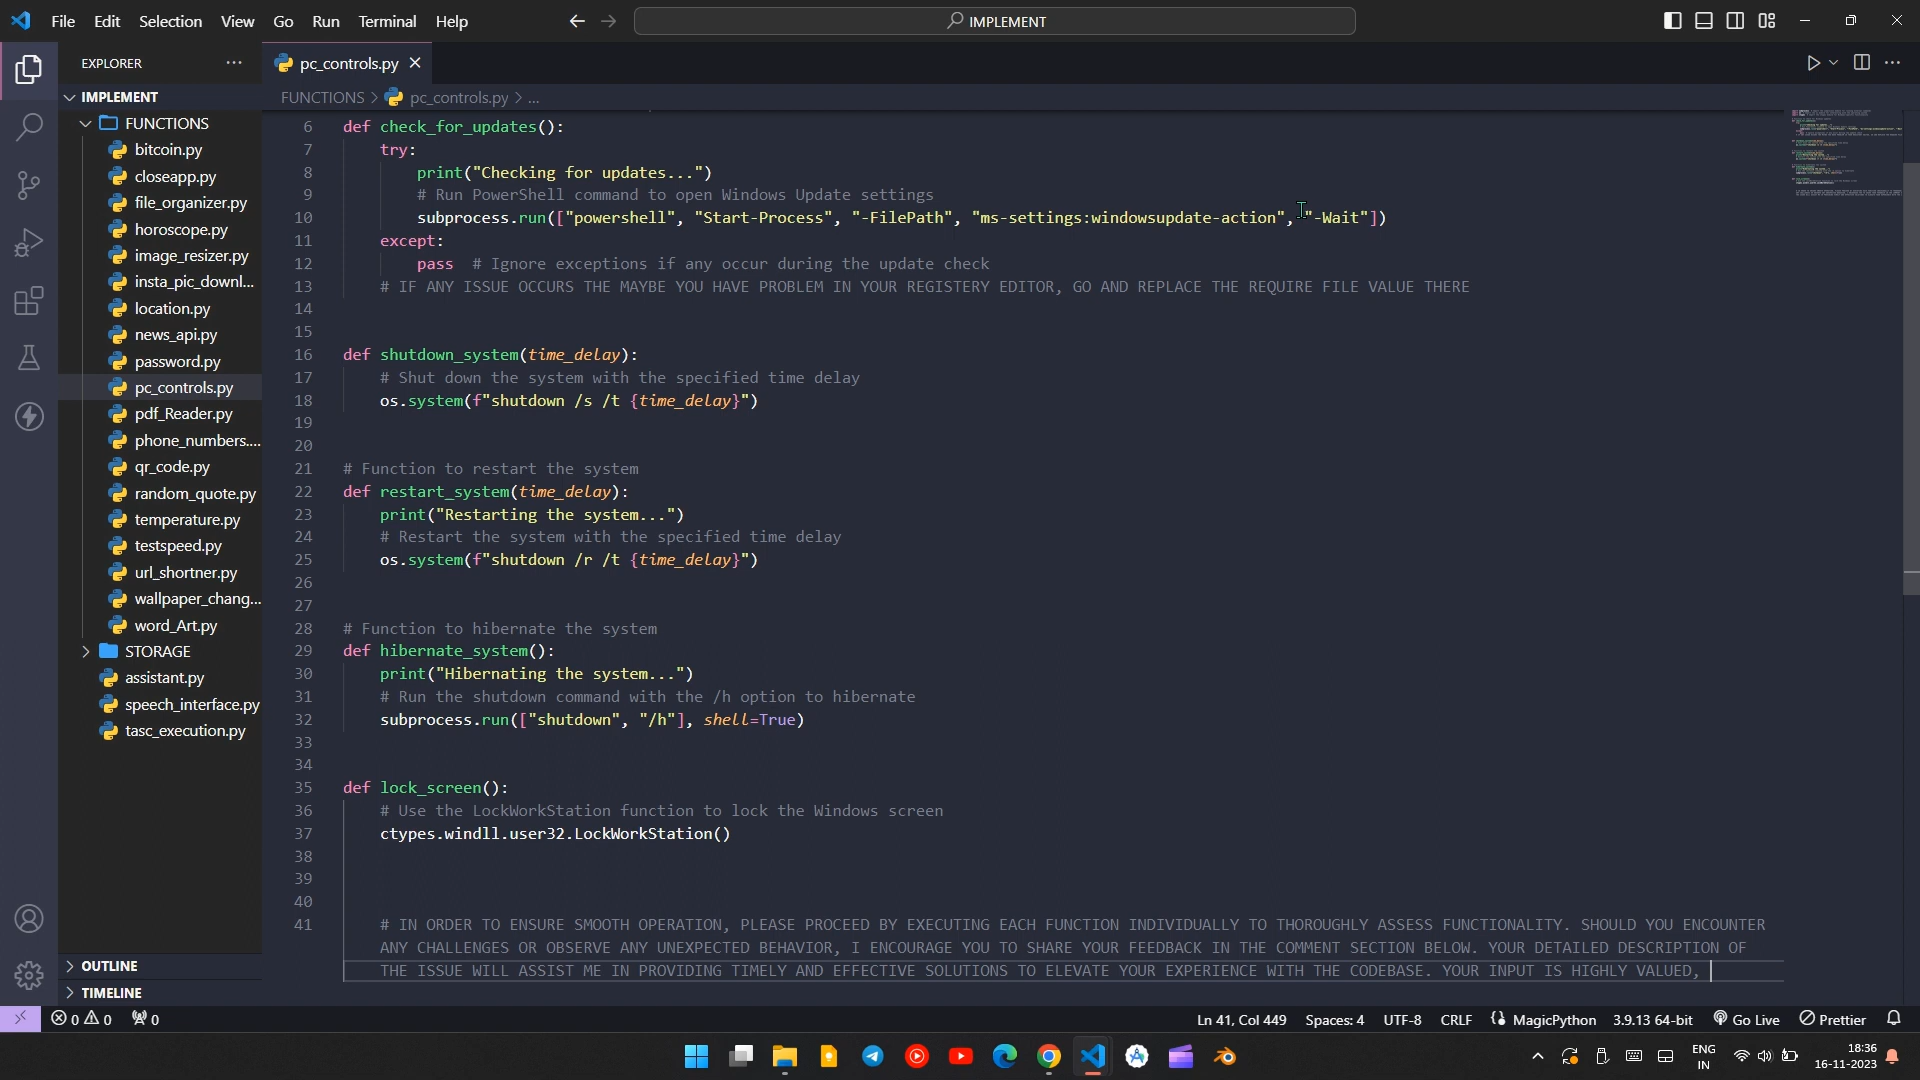 File Edit Selection View Go Run Terminal Help
IMPLEMENT
EXPLORER
pc_controls.py
IMPLEMENT
FUNCTIONS > pc_controls.py > ...
FUNCTIONS
bitcoin.py
closeapp.py
file_organizer.py
horoscope.py
image_resizer.py
insta_pic_downl...
location.py
news_api.py
password.py
pc_controls.py
pdf_Reader.py
phone_numbers....
qr_code.py
random_quote.py
temperature.py
testspeed.py
url_shortner.py
wallpaper_chang...
word_Art.py
STORAGE
assistant.py
speech_interface.py
tasc_execution.py
OUTLINE
TIMELINE
6 def check_for_updates():
7 try:
8 print("Checking for updates...")
9 # Run PowerShell command to open Windows Update settings
10 subprocess.run(["powershell", "Start-Process", "-FilePath", "ms-settings:windowsupdate-action", "-Wait"])
11 except:
12 pass # Ignore exceptions if any occur during the update check
13 # IF ANY ISSUE OCCURS THE MAYBE YOU HAVE PROBLEM IN YOUR REGISTERY EDITOR, GO AND REPLACE THE REQUIRE FILE VALUE THERE
14
15
16 def shutdown_system(time_delay):
17 # Shut down the system with the specified time delay
18 os.system(f"shutdown /s /t {time_delay}")
19
20
21 # Function to restart the system
22 def restart_system(time_delay):
23 print("Restarting the system...")
24 # Restart the system with the specified time delay
25 os.system(f"shutdown /r /t {time_delay}")
26
27
28 # Function to hibernate the system
29 def hibernate_system():
30 print("Hibernating the system...")
31 # Run the shutdown command with the /h option to hibernate
32 subprocess.run(["shutdown", "/h"], shell=True)
33
34
35 def lock_screen():
36 # Use the LockWorkStation function to lock the Windows screen
37 ctypes.windll.user32.LockWorkStation()
38
39
40
41 # IN ORDER TO ENSURE SMOOTH OPERATION, PLEASE PROCEED BY EXECUTING EACH FUNCTION INDIVIDUALLY TO THOROUGHLY ASSESS FUNCTIONALITY. SHOULD YOU ENCOUNTER
ANY CHALLENGES OR OBSERVE ANY UNEXPECTED BEHAVIOR, I ENCOURAGE YOU TO SHARE YOUR FEEDBACK IN THE COMMENT SECTION BELOW. YOUR DETAILED DESCRIPTION OF
THE ISSUE WILL ASSIST ME IN PROVIDING TIMELY AND EFFECTIVE SOLUTIONS TO ELEVATE YOUR EXPERIENCE WITH THE CODEBASE. YOUR INPUT IS HIGHLY VALUED,
0 0 0
Ln 41, Col 449 Spaces: 4 UTF-8 CRLF MagicPython 3.9.13 64-bit Go Live Prettier
ENG
IN
18:36
16-11-2023